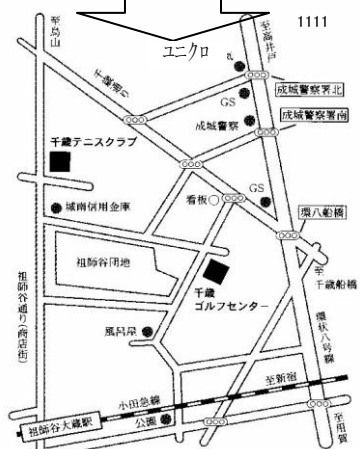 1111
至烏山
ユニクロ
至高井戸
千歳通り
GS
成城警察署北
成城警察署南
成城警察
千歳テニスクラブ
城南信用金庫
看板
GS
環八船橋
祖師谷団地
千歳
ゴルフセンター
至
千歳船橋
祖師谷通り(商店街)
風呂屋
環状八号線
至新宿
小田急線
祖師谷大蔵駅
公園
至用賀